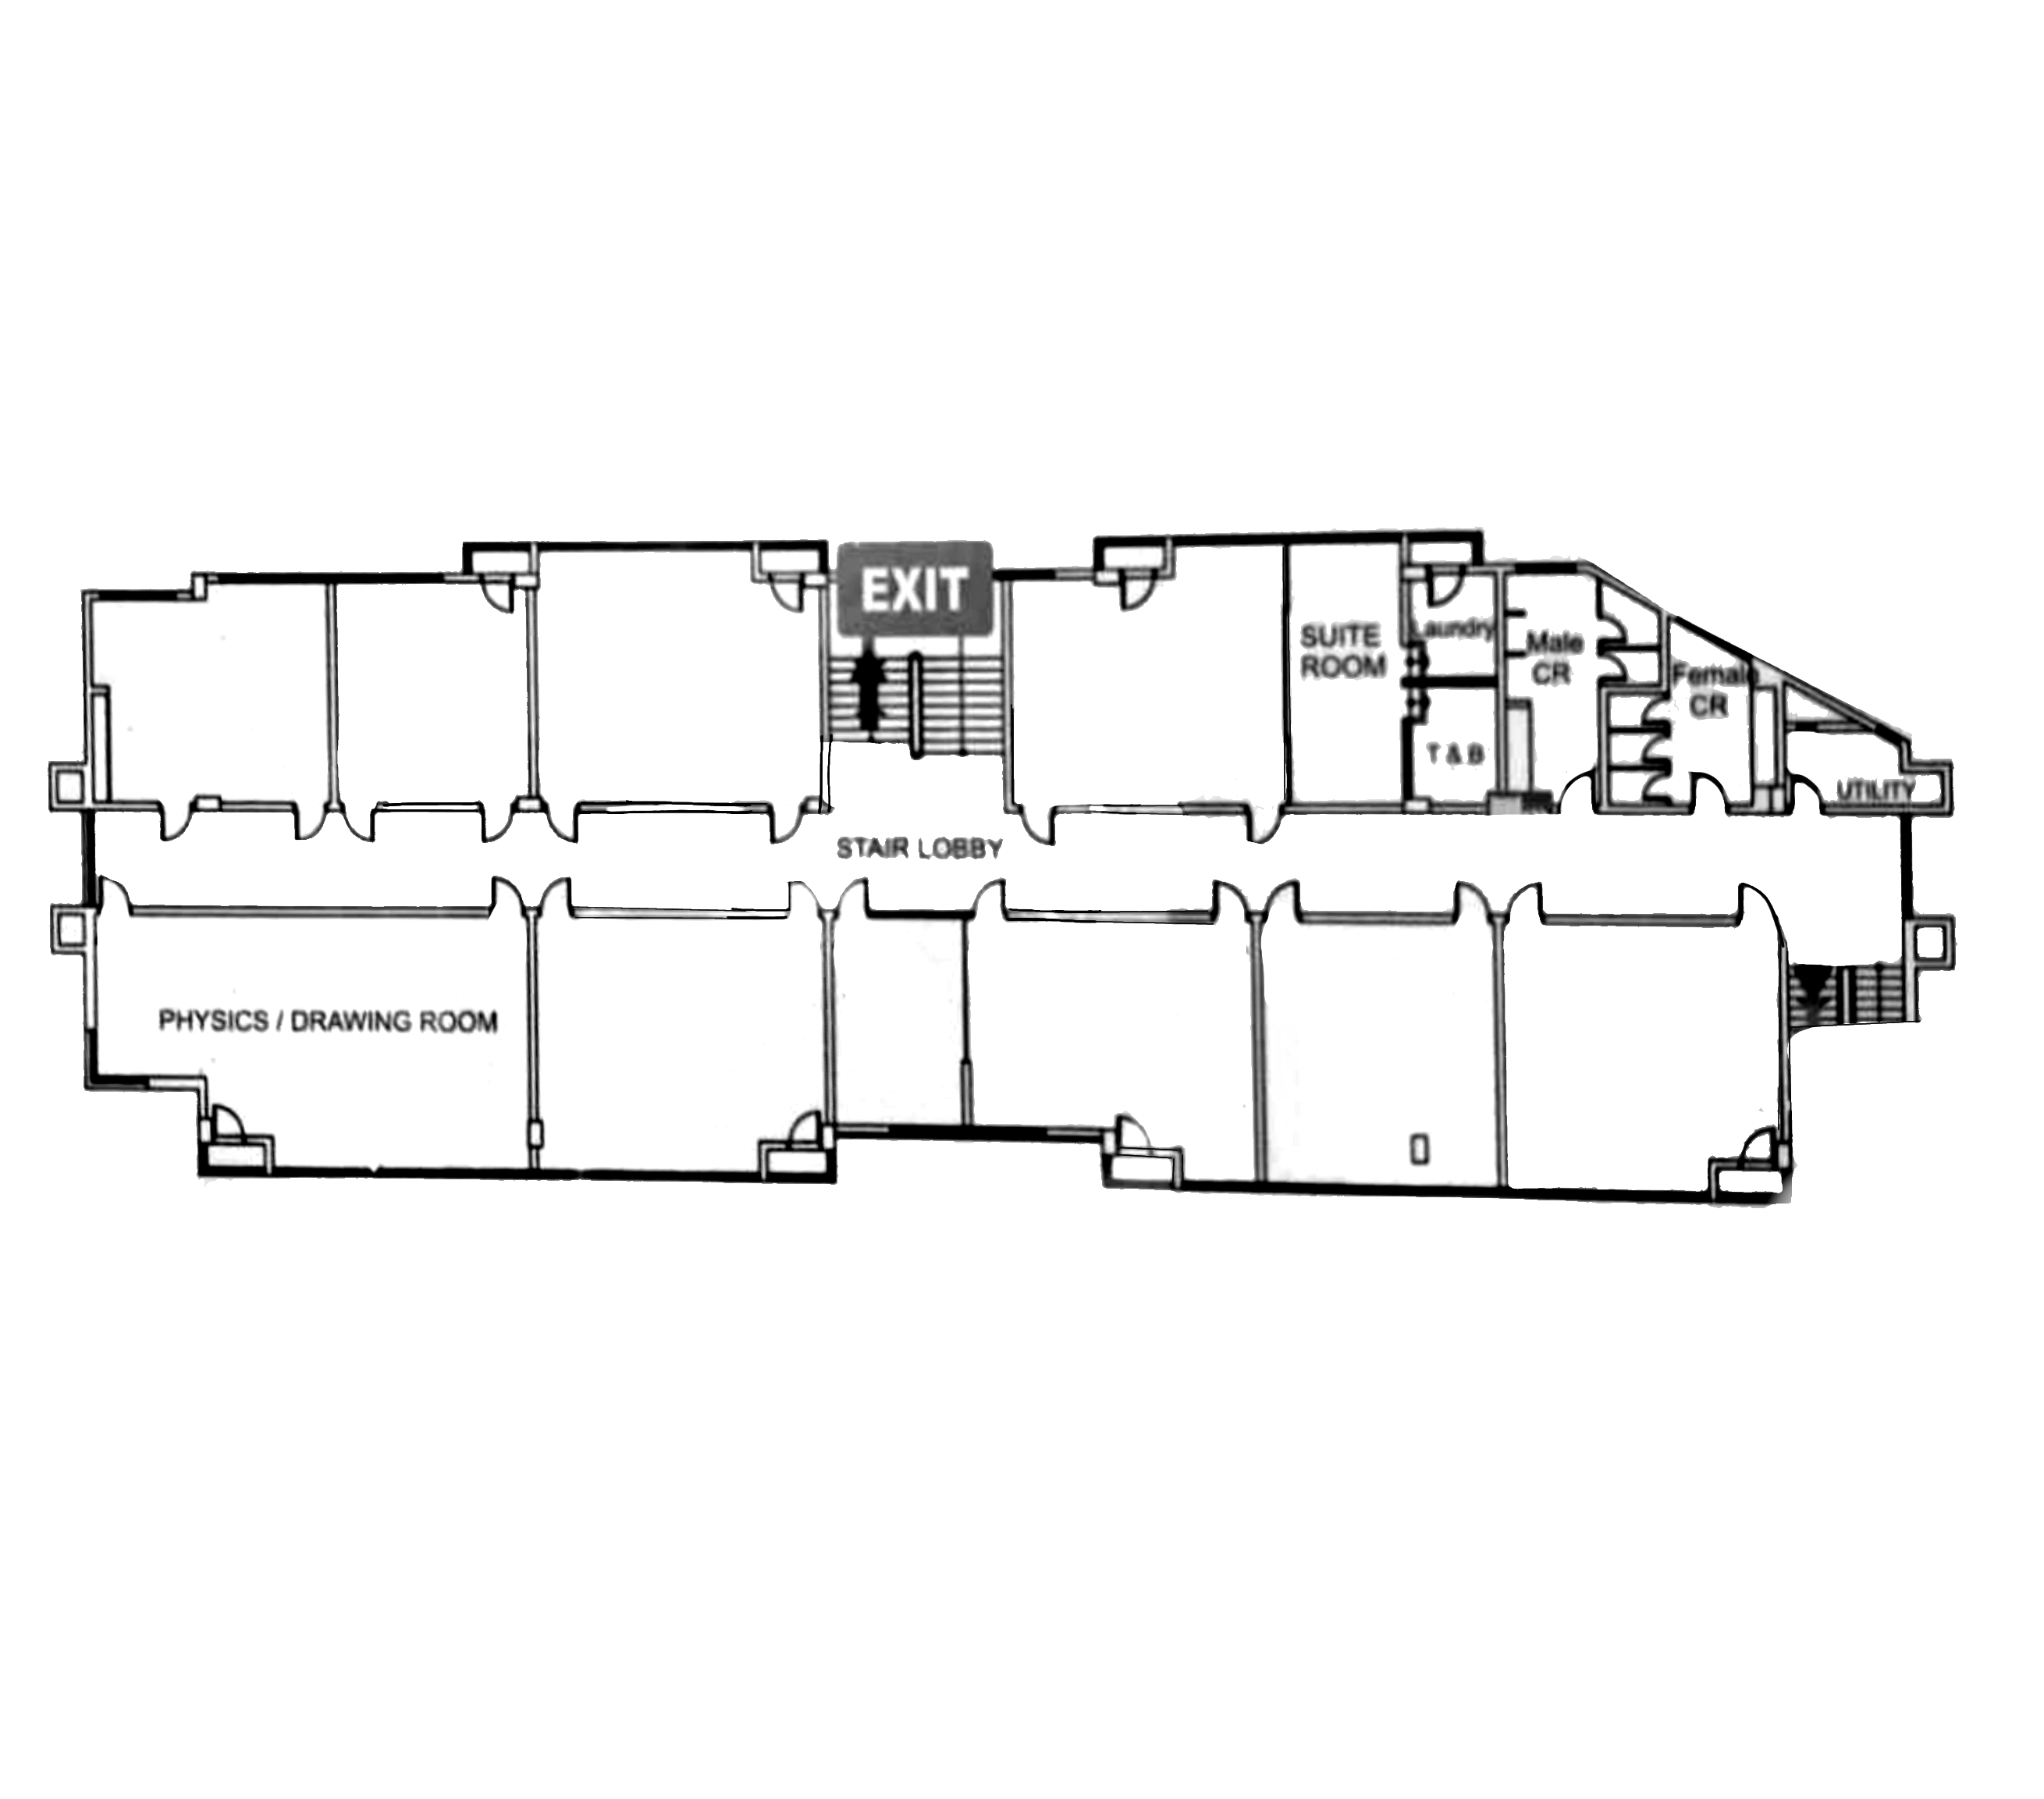 EXIT
SUITE
ROOM
Laundry
Male
CR
Female
CR
T & B
UTILITY
STAIR LOBBY
PHYSICS / DRAWING ROOM